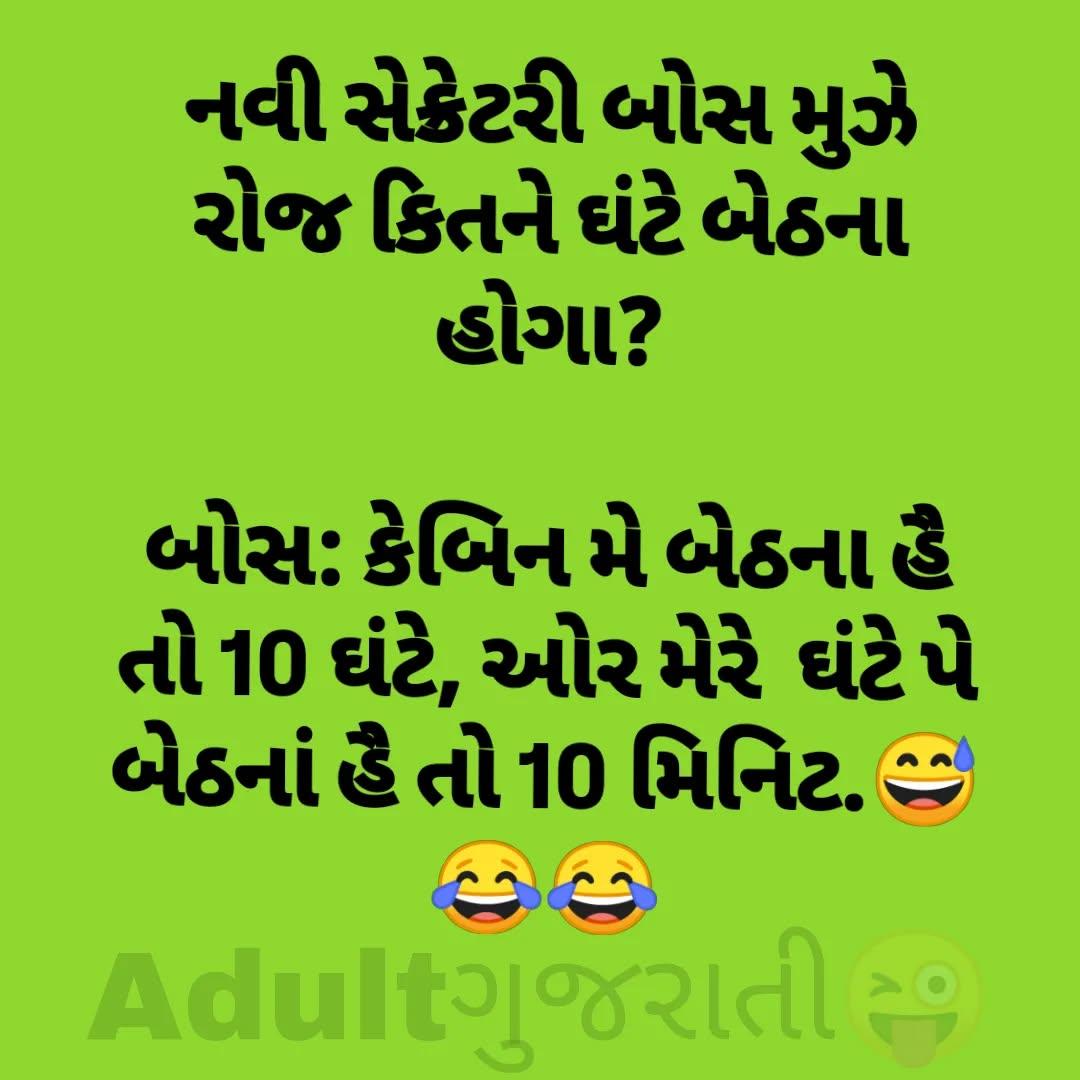 નવી સેક્રેટરી બોસ મુઝે
રોજ કિતને ઘંટે બેઠના
હોગા?
બોસ: કેબિન મે બેઠના હૈ
તો 10 ઘંટે, ઓર મેરે ઘંટે પે
બેઠનાં હૈ તો 10 મિનિટ.😅
😂😂
Adultગુજરાતી😜